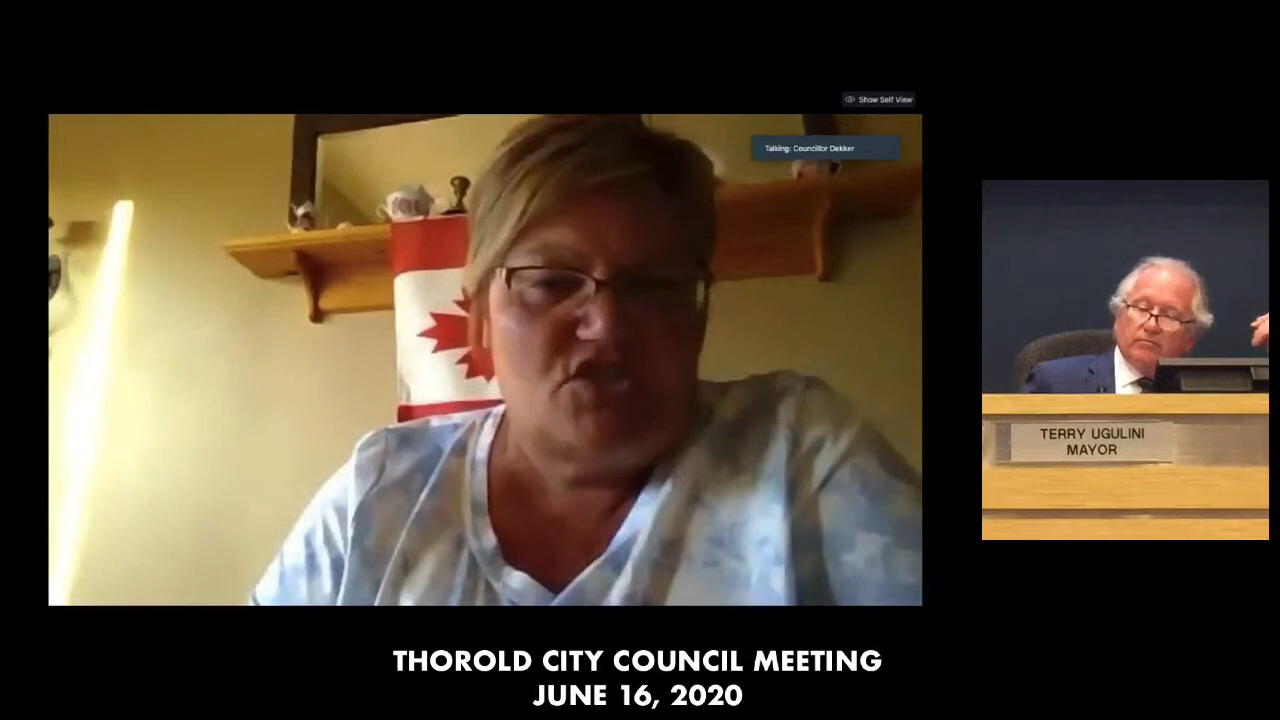 Show Self View
Talking: Councillor Dekker
TERRY UGULINI
MAYOR
THOROLD CITY COUNCIL MEETING
JUNE 16, 2020